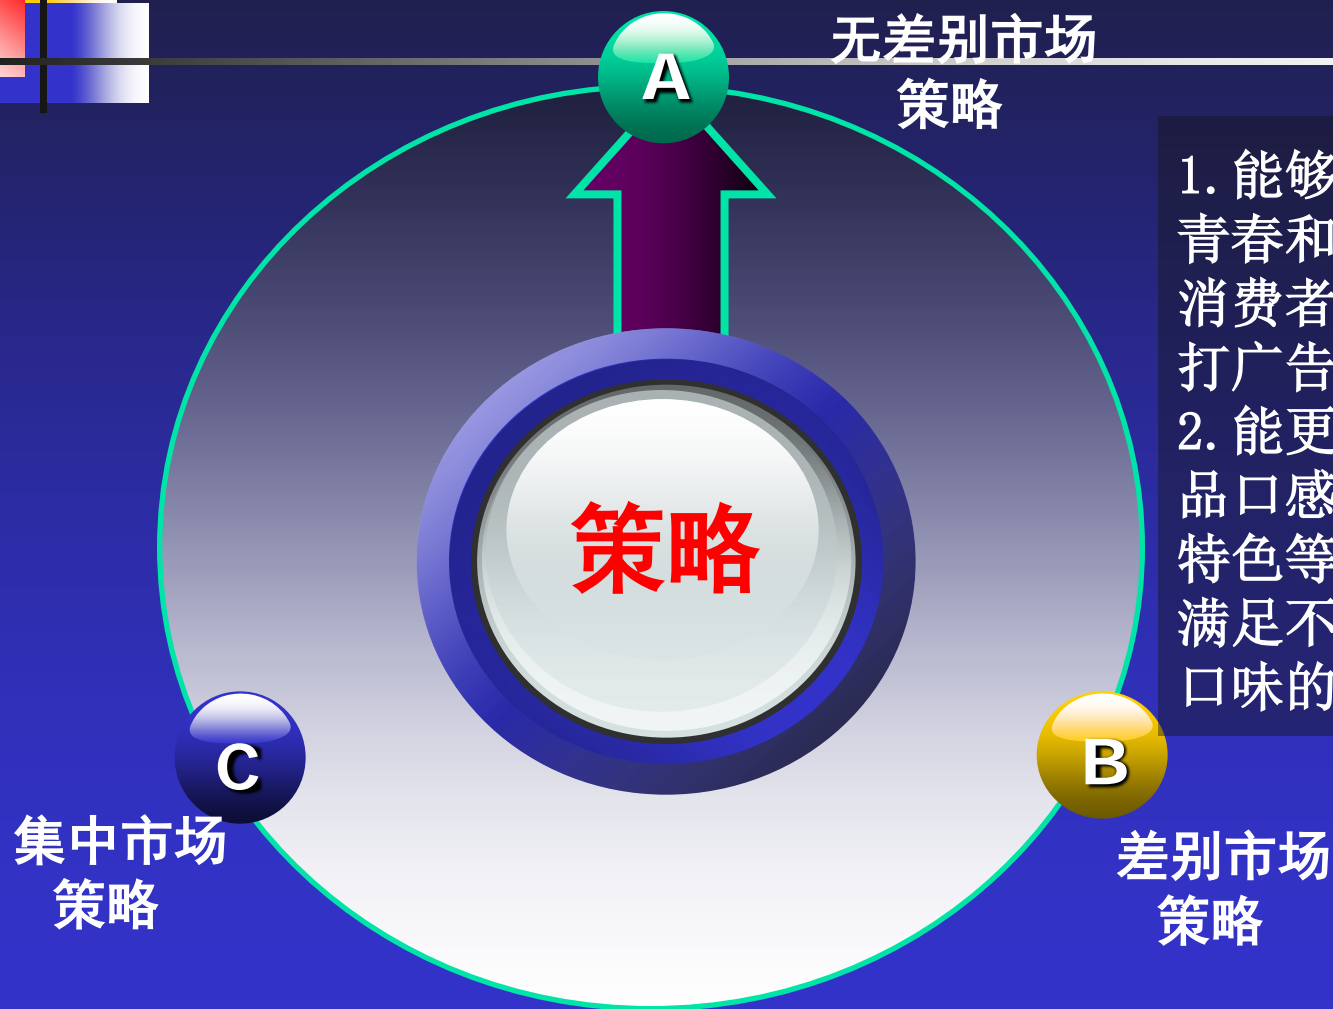 无差别市场
策略
A
1.能够
青春和
消费者
打广告
2.能更
品口感
特色等
满足不
口味的
策略
C
集中市场
策略
B
差别市场
策略